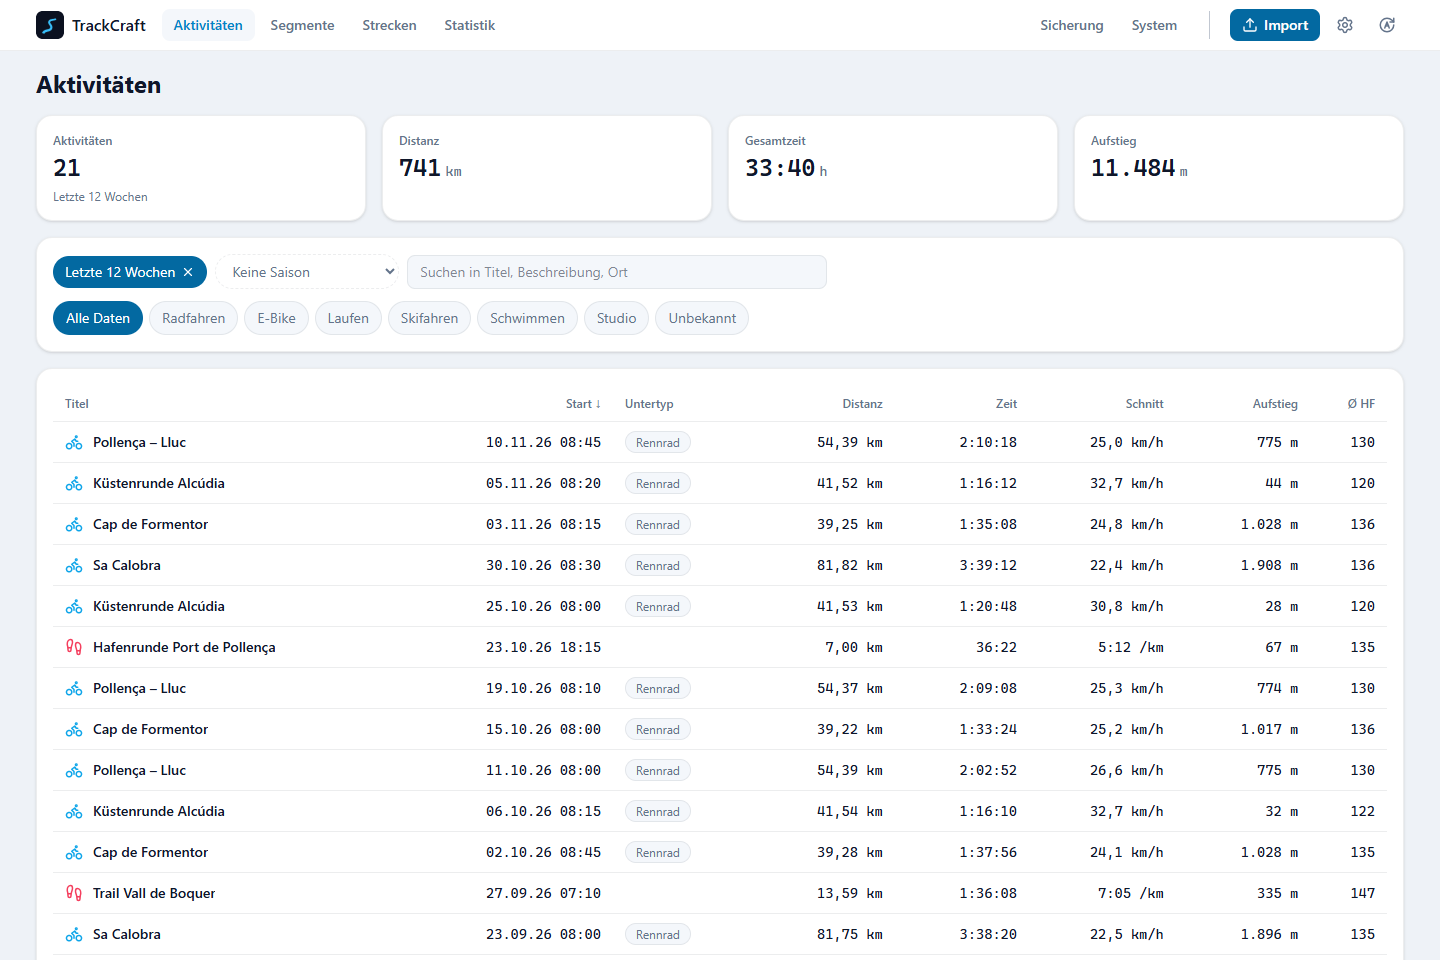 TrackCraft Aktivitäten Segmente Strecken Statistik Sicherung System Import
Aktivitäten
Aktivitäten Distanz Gesamtzeit Aufstieg
21 741 km 33:40 h 11.484 m
Letzte 12 Wochen
Letzte 12 Wochen × Keine Saison Suchen in Titel, Beschreibung, Ort
Alle Daten Radfahren E-Bike Laufen Skifahren Schwimmen Studio Unbekannt
Titel Start ↓ Untertyp Distanz Zeit Schnitt Aufstieg Ø HF
Pollença – Lluc 10.11.26 08:45 Rennrad 54,39 km 2:10:18 25,0 km/h 775 m 130
Küstenrunde Alcúdia 05.11.26 08:20 Rennrad 41,52 km 1:16:12 32,7 km/h 44 m 120
Cap de Formentor 03.11.26 08:15 Rennrad 39,25 km 1:35:08 24,8 km/h 1.028 m 136
Sa Calobra 30.10.26 08:30 Rennrad 81,82 km 3:39:12 22,4 km/h 1.908 m 136
Küstenrunde Alcúdia 25.10.26 08:00 Rennrad 41,53 km 1:20:48 30,8 km/h 28 m 120
Hafenrunde Port de Pollença 23.10.26 18:15 7,00 km 36:22 5:12 /km 67 m 135
Pollença – Lluc 19.10.26 08:10 Rennrad 54,37 km 2:09:08 25,3 km/h 774 m 130
Cap de Formentor 15.10.26 08:00 Rennrad 39,22 km 1:33:24 25,2 km/h 1.017 m 136
Pollença – Lluc 11.10.26 08:00 Rennrad 54,39 km 2:02:52 26,6 km/h 775 m 130
Küstenrunde Alcúdia 06.10.26 08:15 Rennrad 41,54 km 1:16:10 32,7 km/h 32 m 122
Cap de Formentor 02.10.26 08:45 Rennrad 39,28 km 1:37:56 24,1 km/h 1.028 m 135
Trail Vall de Boquer 27.09.26 07:10 13,59 km 1:36:08 7:05 /km 335 m 147
Sa Calobra 23.09.26 08:00 Rennrad 81,75 km 3:38:20 22,5 km/h 1.896 m 135